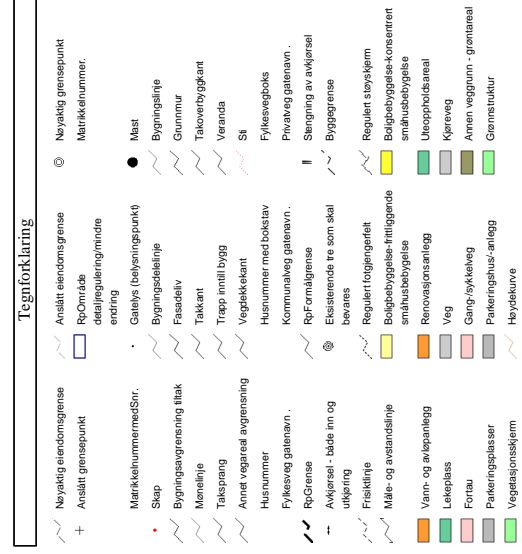 Tegnforklaring
Nøyaktig eiendomsgrense
Anslått grensepunkt
MatrikkelnummermedSnr.
Skap
Bygningsavgrensning tiltak
Mønelinje
Taksprang
Annet vegareal avgrensning
Husnummer
Fylkesveg gatenavn .
RpGrense
Avkjørsel - både inn og
utkjøring
Frisiktlinje
Måle- og avstandslinje
Vann- og avløpanlegg
Lekeplass
Fortau
Parkeringsplasser
Vegetasjonsskjerm
Anslått eiendomsgrense
RpOmråde
detaljregulering/mindre
endring
Gatelys (belysningspunkt)
Bygningsdelelinje
Fasadeliv
Takkant
Trapp inntill bygg
Vegdekkekant
Husnummer med bokstav
Kommunalveg gatenavn .
RpFormålgrense
Eksisterende tre som skal
bevares
Regulert fotgjengerfelt
Boligbebyggelse-frittliggende
småhusbebyggelse
Renovasjonsanlegg
Veg
Gang-/sykkelveg
Parkeringshus/-anlegg
Høydekurve
Nøyaktig grensepunkt
Matrikkelnummer.
Mast
Bygningslinje
Grunnmur
Takoverbyggkant
Veranda
Sti
Fylkesvegboks
Privatveg gatenavn .
Stengning av avkjørsel
Byggegrense
Regulert støyskjerm
Boligbebyggelse-konsentrert
småhusbebygelse
Uteoppholdsareal
Kjøreveg
Annen veggrunn - grøntareal
Grønnstruktur